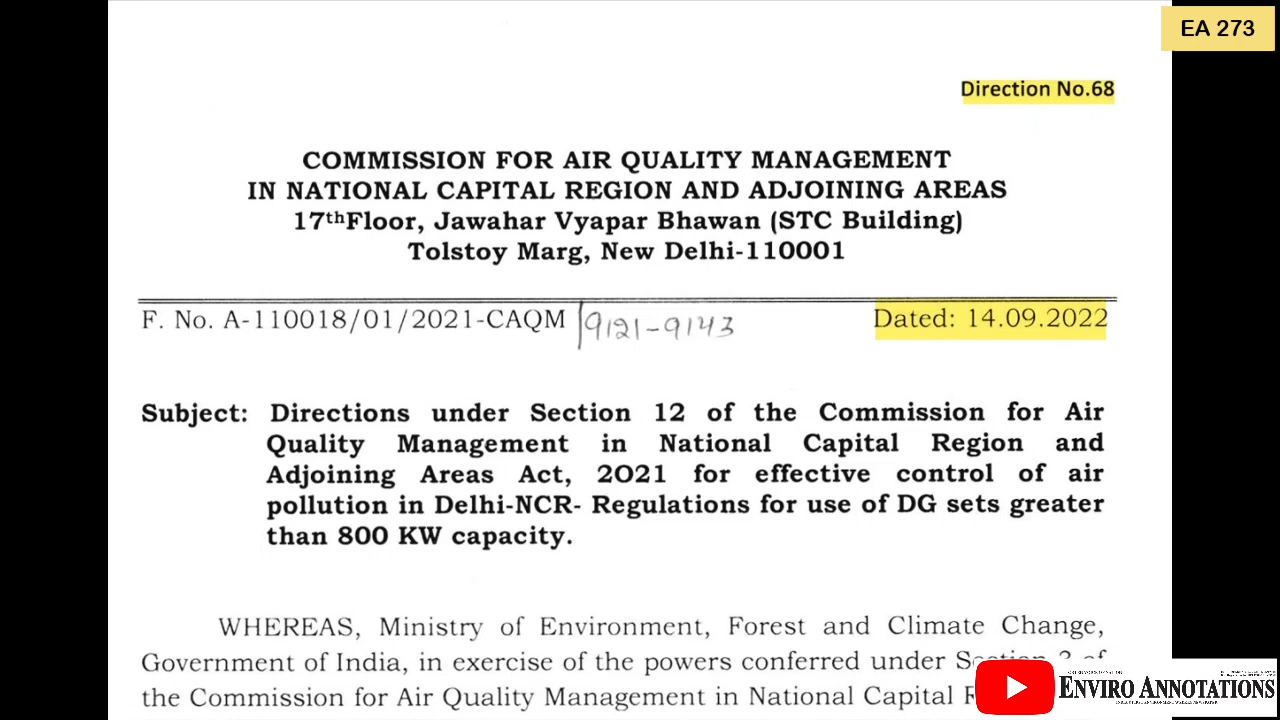 EA 273
Direction No.68
COMMISSION FOR AIR QUALITY MANAGEMENT
IN NATIONAL CAPITAL REGION AND ADJOINING AREAS
17thFloor, Jawahar Vyapar Bhawan (STC Building)
Tolstoy Marg, New Delhi-110001
F. No. A-110018/01/2021-CAQM |9121-9143 Dated: 14.09.2022
Subject: Directions under Section 12 of the Commission for Air
Quality Management in National Capital Region and
Adjoining Areas Act, 2O21 for effective control of air
pollution in Delhi-NCR- Regulations for use of DG sets greater
than 800 KW capacity.
WHEREAS, Ministry of Environment, Forest and Climate Change,
Government of India, in exercise of the powers conferred under Section 3 of
the Commission for Air Quality Management in National Capital
ENVIRO ANNOTATIONS